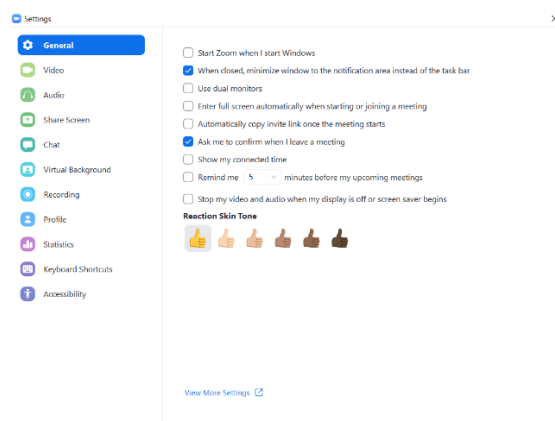 Settings
General
Video
Audio
Share Screen
Chat
Virtual Background
Recording
Profile
Statistics
Keyboard Shortcuts
Accessibility
Start Zoom when I start Windows
When closed, minimize window to the notification area instead of the task bar
Use dual monitors
Enter full screen automatically when starting or joining a meeting
Automatically copy invite link once the meeting starts
Ask me to confirm when I leave a meeting
Show my connected time
Remind me 5 minutes before my upcoming meetings
Stop my video and audio when my display is off or screen saver begins
Reaction Skin Tone
View More Settings